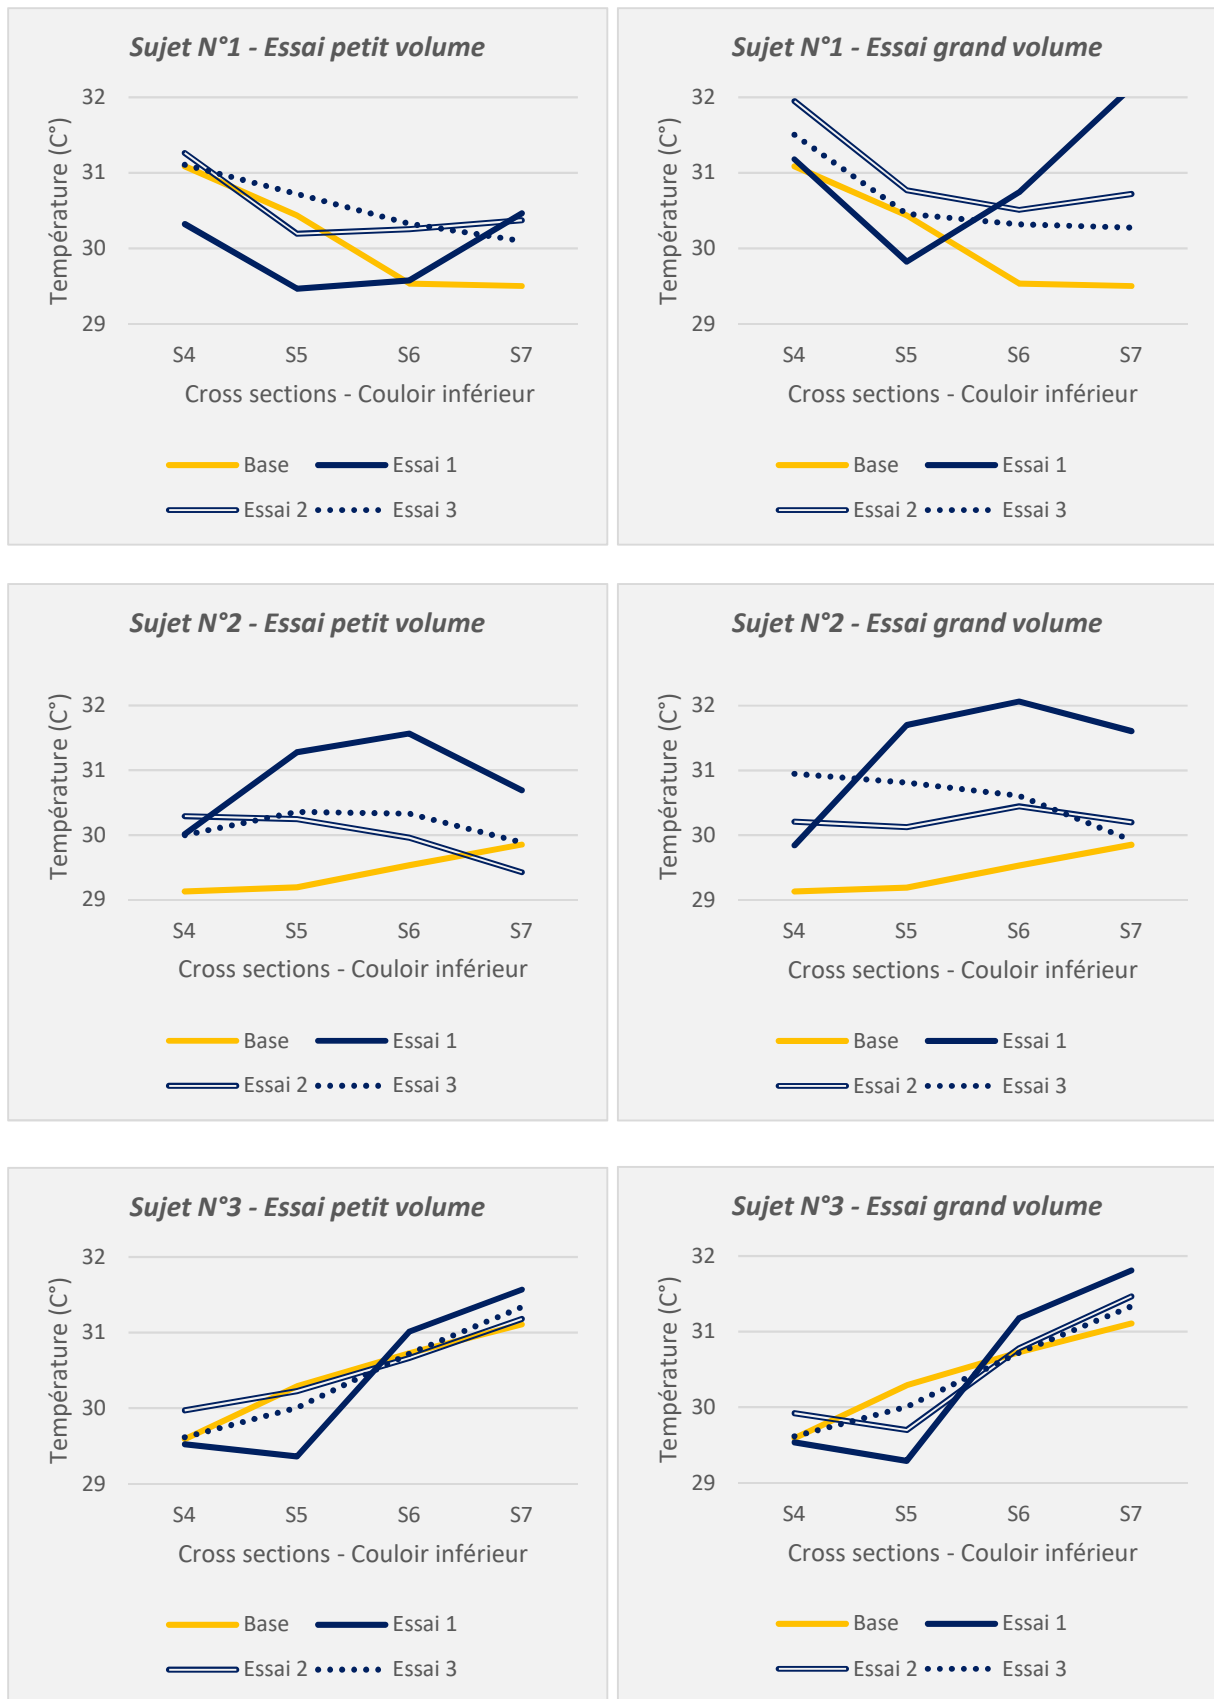 Sujet N°1 - Essai petit volume
Température (C°)
32
31
30
29
S4 S5 S6 S7
Cross sections - Couloir inférieur
Base Essai 1
Essai 2 Essai 3
Sujet N°1 - Essai grand volume
Température (C°)
32
31
30
29
S4 S5 S6 S7
Cross sections - Couloir inférieur
Base Essai 1
Essai 2 Essai 3
Sujet N°2 - Essai petit volume
Température (C°)
32
31
30
29
S4 S5 S6 S7
Cross sections - Couloir inférieur
Base Essai 1
Essai 2 Essai 3
Sujet N°2 - Essai grand volume
Température (C°)
32
31
30
29
S4 S5 S6 S7
Cross sections - Couloir inférieur
Base Essai 1
Essai 2 Essai 3
Sujet N°3 - Essai petit volume
Température (C°)
32
31
30
29
S4 S5 S6 S7
Cross sections - Couloir inférieur
Base Essai 1
Essai 2 Essai 3
Sujet N°3 - Essai grand volume
Température (C°)
32
31
30
29
S4 S5 S6 S7
Cross sections - Couloir inférieur
Base Essai 1
Essai 2 Essai 3